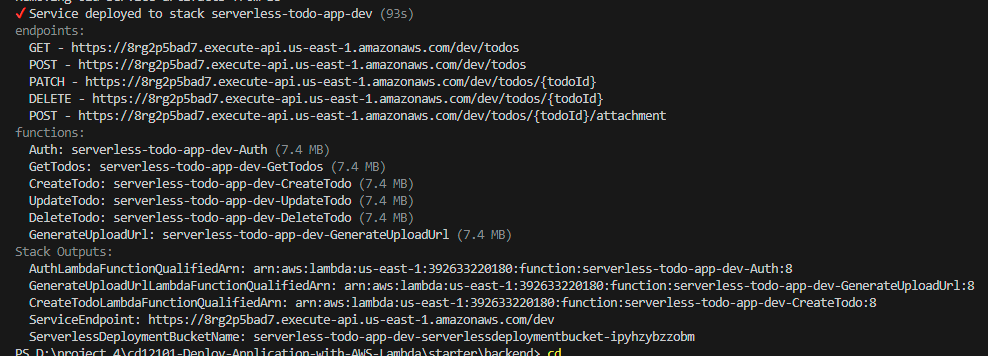 ✓ Service deployed to stack serverless-todo-app-dev (93s)
endpoints:
GET - https://8rg2p5bad7.execute-api.us-east-1.amazonaws.com/dev/todos
POST - https://8rg2p5bad7.execute-api.us-east-1.amazonaws.com/dev/todos
PATCH - https://8rg2p5bad7.execute-api.us-east-1.amazonaws.com/dev/todos/{todoId}
DELETE - https://8rg2p5bad7.execute-api.us-east-1.amazonaws.com/dev/todos/{todoId}
POST - https://8rg2p5bad7.execute-api.us-east-1.amazonaws.com/dev/todos/{todoId}/attachment
functions:
Auth: serverless-todo-app-dev-Auth (7.4 MB)
GetTodos: serverless-todo-app-dev-GetTodos (7.4 MB)
CreateTodo: serverless-todo-app-dev-CreateTodo (7.4 MB)
UpdateTodo: serverless-todo-app-dev-UpdateTodo (7.4 MB)
DeleteTodo: serverless-todo-app-dev-DeleteTodo (7.4 MB)
GenerateUploadUrl: serverless-todo-app-dev-GenerateUploadUrl (7.4 MB)
Stack Outputs:
AuthLambdaFunctionQualifiedArn: arn:aws:lambda:us-east-1:392633220180:function:serverless-todo-app-dev-Auth:8
GenerateUploadUrlLambdaFunctionQualifiedArn: arn:aws:lambda:us-east-1:392633220180:function:serverless-todo-app-dev-GenerateUploadUrl:8
CreateTodoLambdaFunctionQualifiedArn: arn:aws:lambda:us-east-1:392633220180:function:serverless-todo-app-dev-CreateTodo:8
ServiceEndpoint: https://8rg2p5bad7.execute-api.us-east-1.amazonaws.com/dev
ServerlessDeploymentBucketName: serverless-todo-app-dev-serverlessdeploymentbucket-ipyhzybzzobm
PS D:\project 4\cd12101-Deploy-Application-with-AWS-Lambda\starter\backend> cd